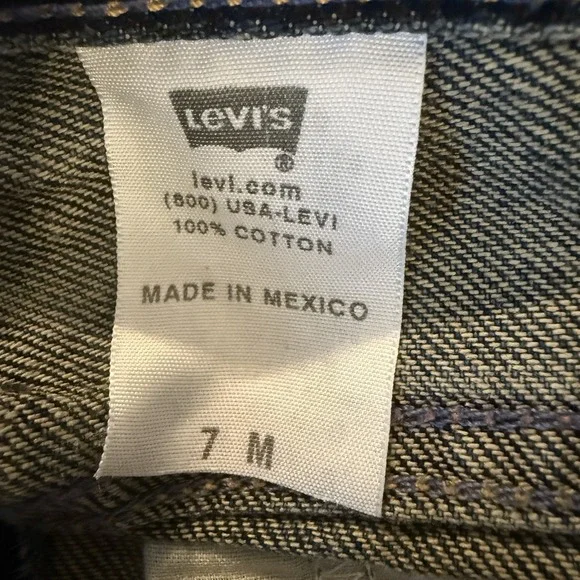 LEVI'S
®
levi.com
(800) USA-LEVI
100% COTTON
MADE IN MEXICO
7 M